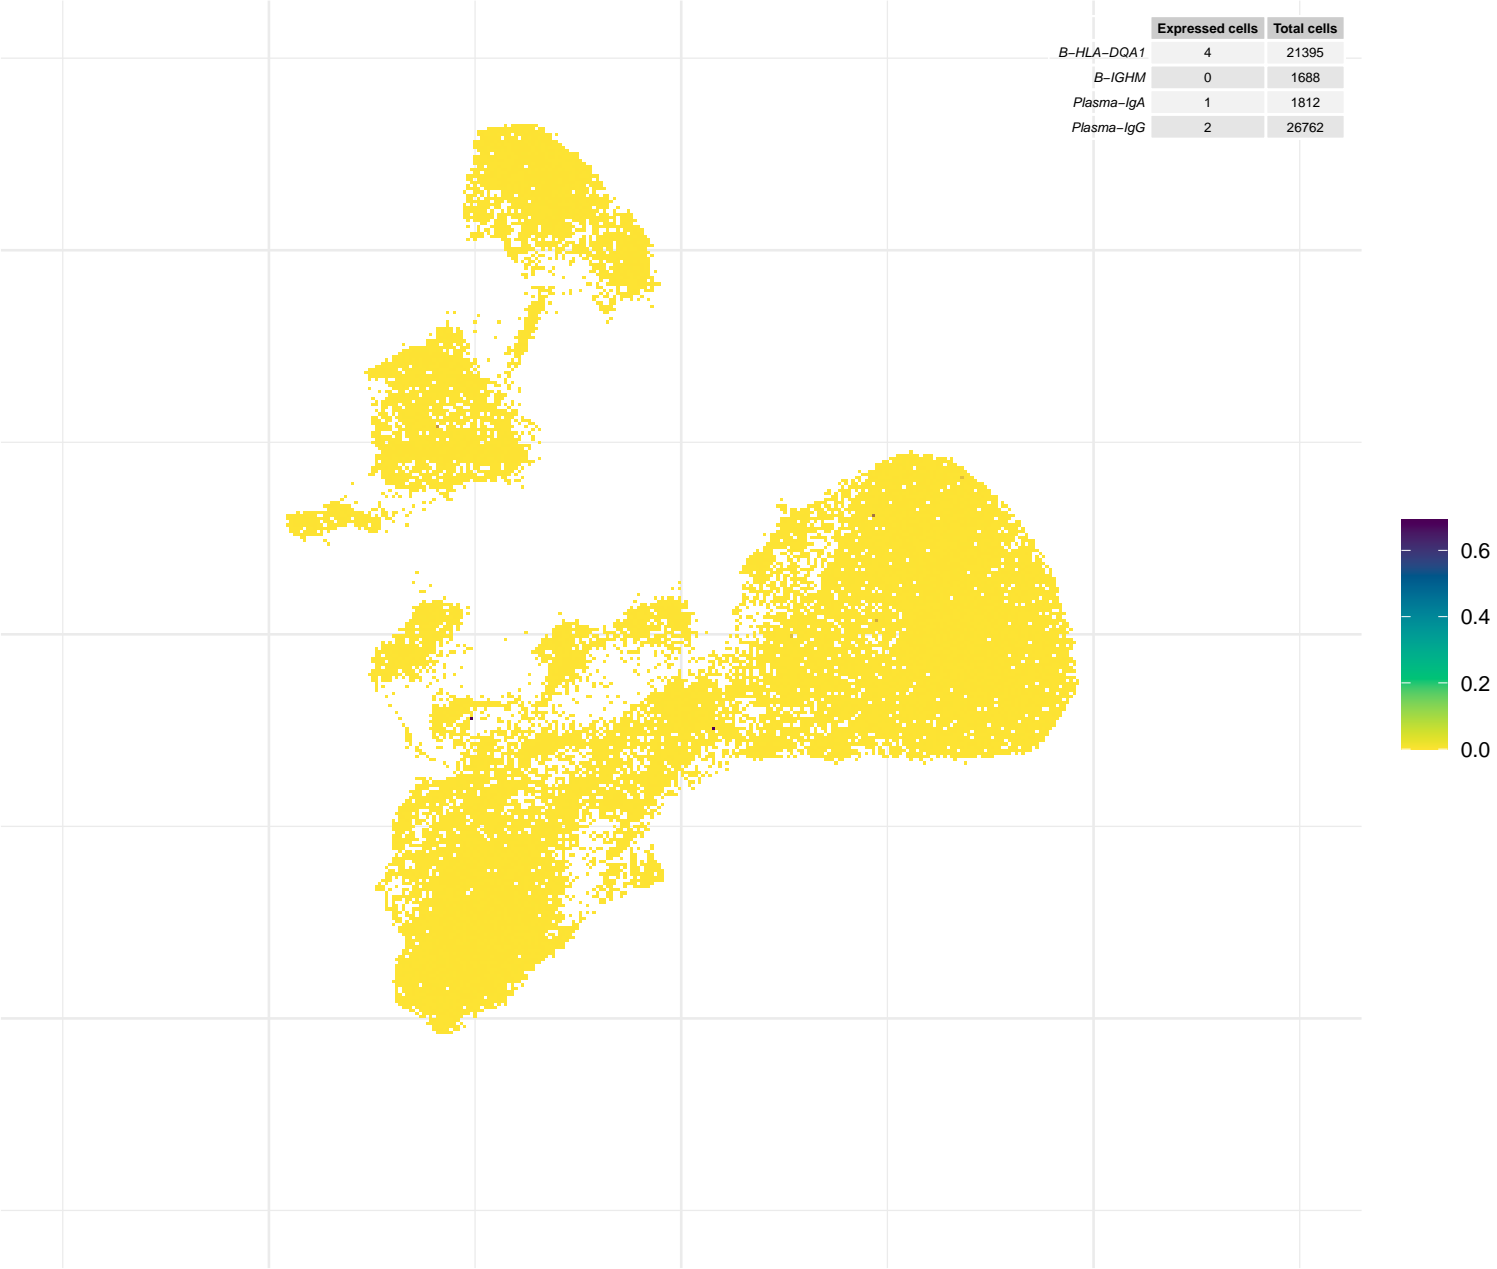 Expressed cells Total cells
B−HLA−DQA1 4 21395
B−IGHM 0 1688
Plasma−IgA 1 1812
Plasma−IgG 2 26762
0.6
0.4
0.2
0.0